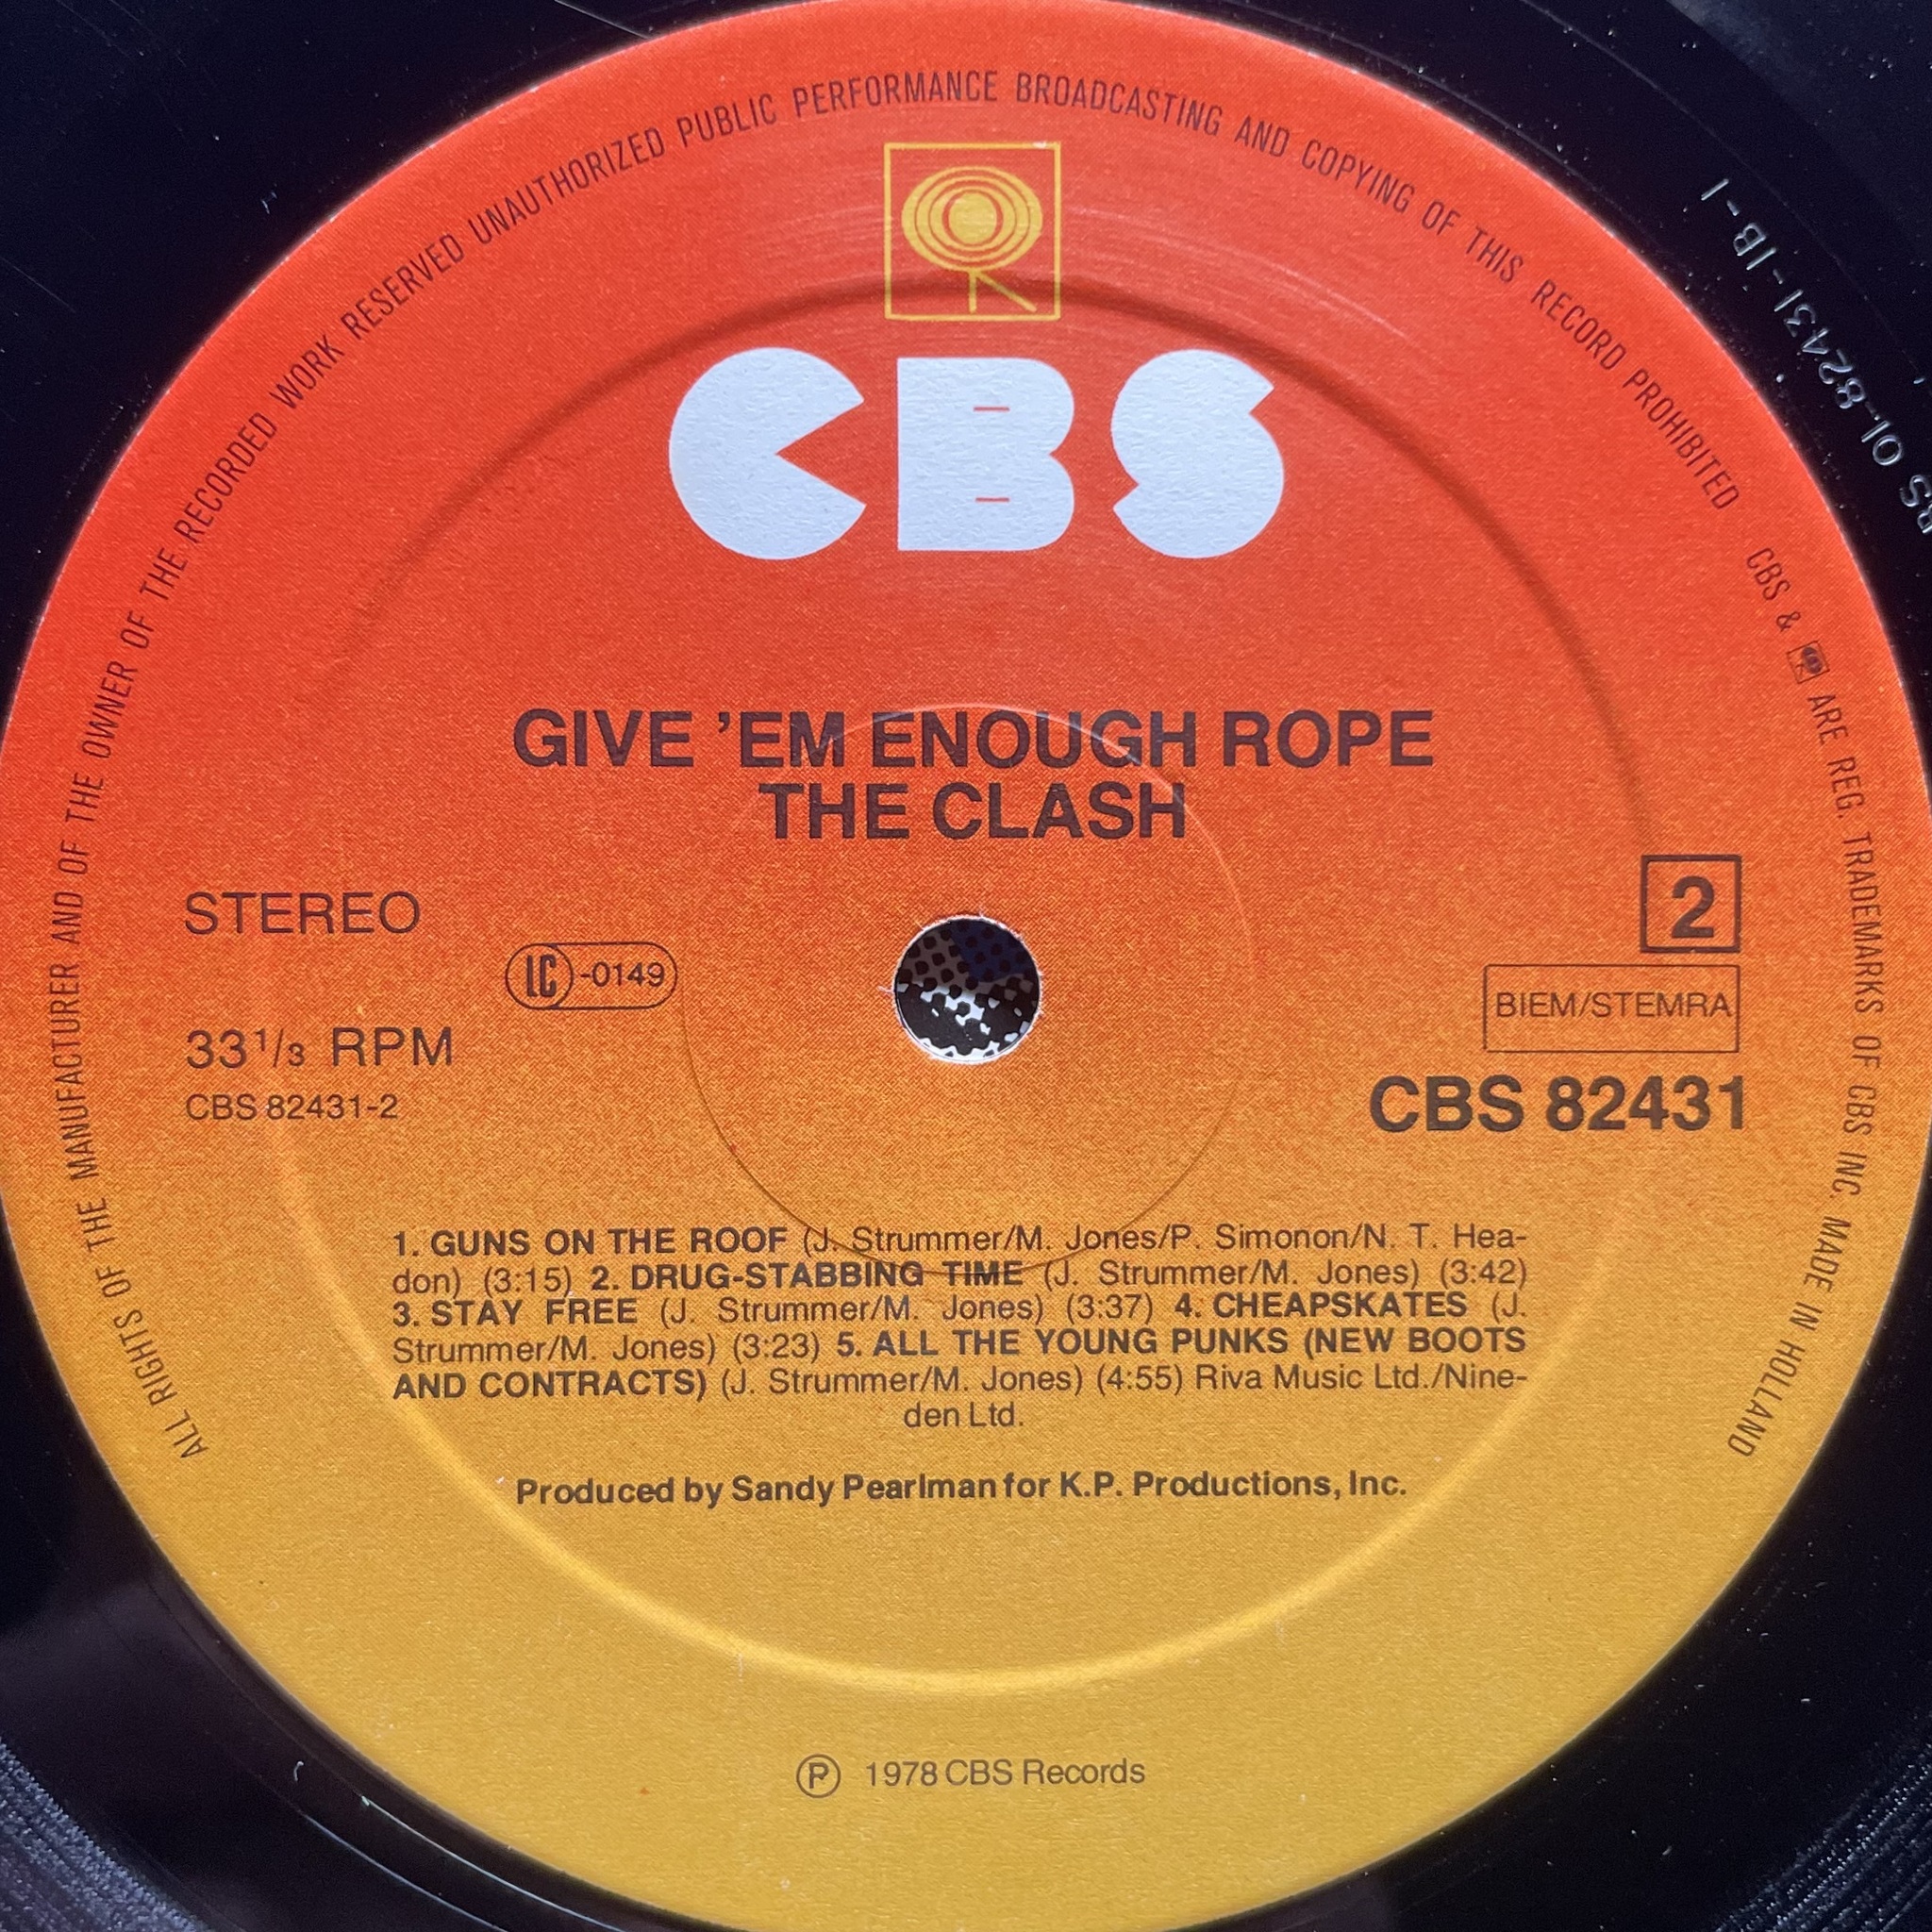 ALL RIGHTS OF THE MANUFACTURER AND OF THE OWNER OF THE RECORDED WORK RESERVED UNAUTHORIZED PUBLIC PERFORMANCE BROADCASTING AND COPYING OF THIS RECORD PROHIBITED CBS & ARE REG. TRADEMARKS OF CBS INC. MADE IN HOLLAND
CBS
GIVE 'EM ENOUGH ROPE
THE CLASH
STEREO
LC-0149
33 1/3 RPM
CBS 82431-2
2
BIEM/STEMRA
CBS 82431
1. GUNS ON THE ROOF (J. Strummer/M. Jones/P. Simonon/N. T. Hea-
don) (3:15) 2. DRUG-STABBING TIME (J. Strummer/M. Jones) (3:42)
3. STAY FREE (J. Strummer/M. Jones) (3:37) 4. CHEAPSKATES (J.
Strummer/M. Jones) (3:23) 5. ALL THE YOUNG PUNKS (NEW BOOTS
AND CONTRACTS) (J. Strummer/M. Jones) (4:55) Riva Music Ltd./Nine-
den Ltd.
Produced by Sandy Pearlman for K.P. Productions, Inc.
Ⓟ 1978 CBS Records
01-82431-1B-1